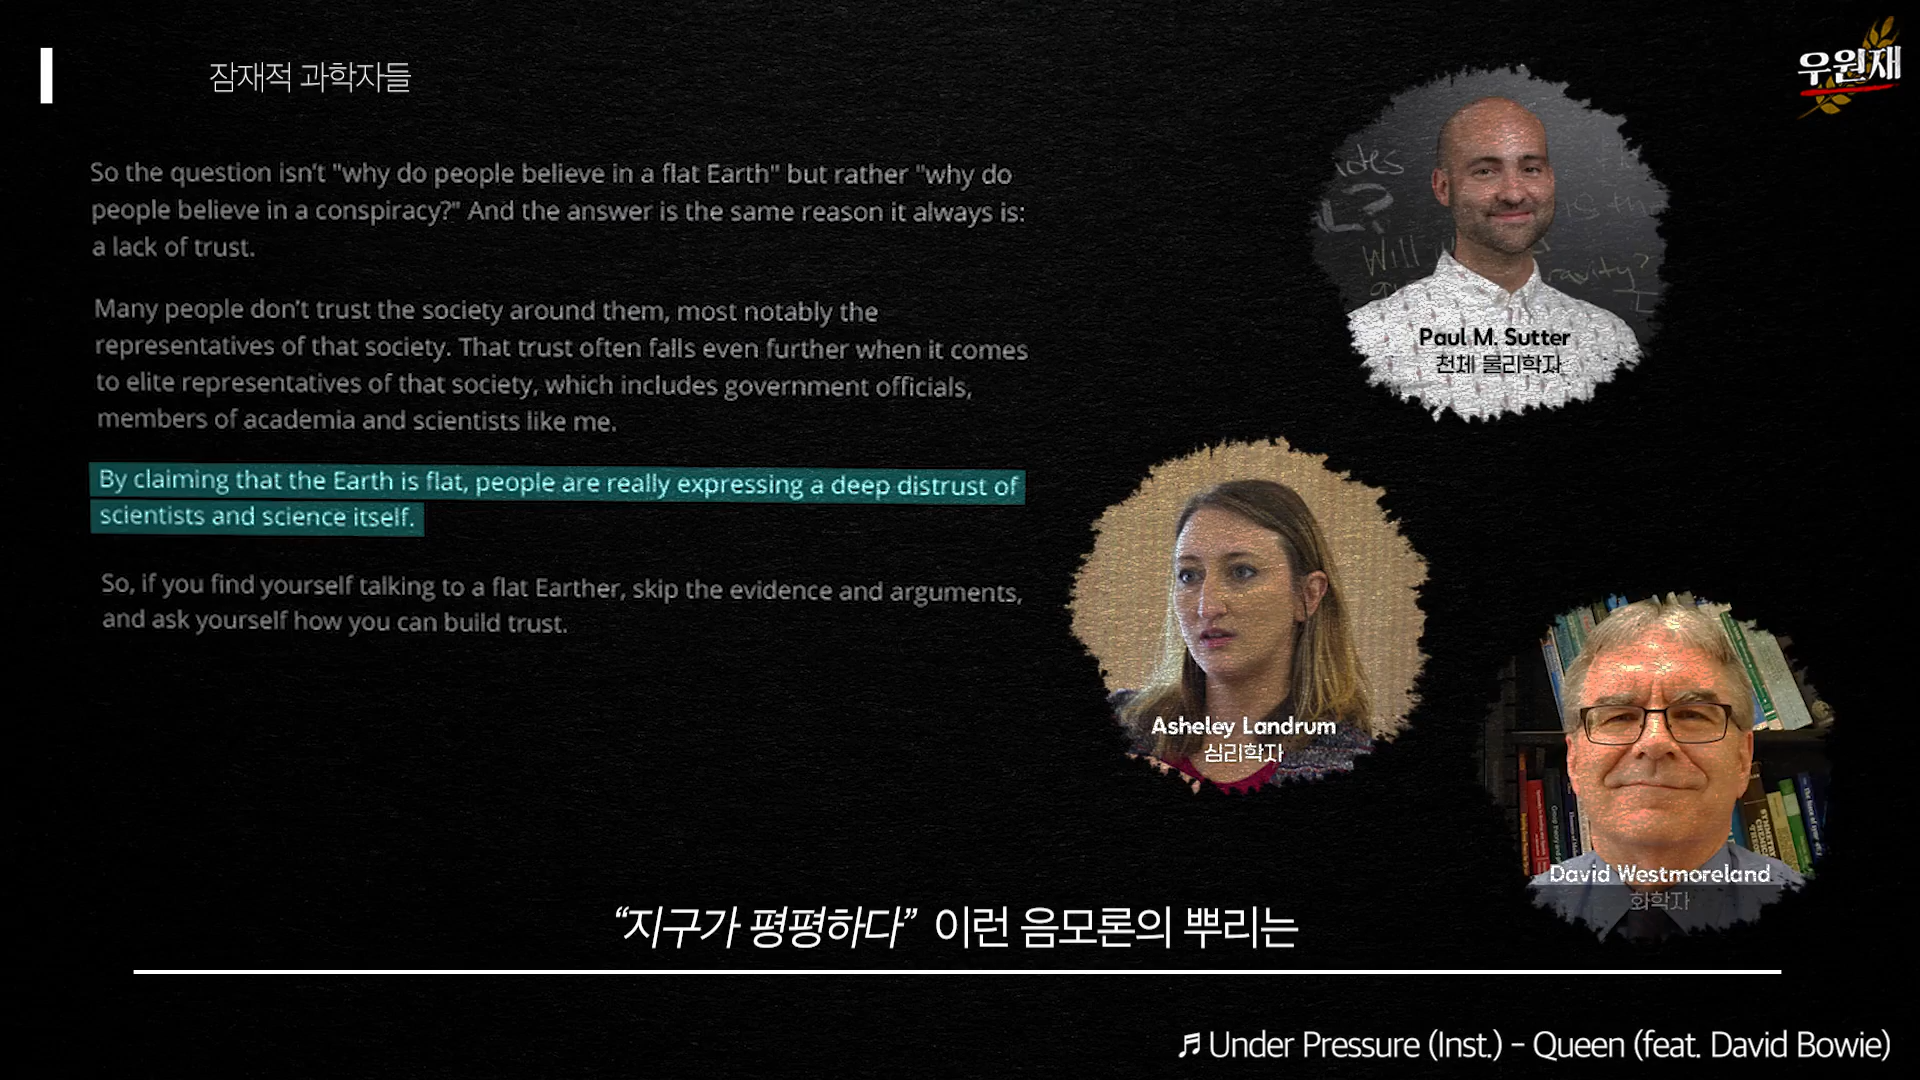 잠재적 과학자들
우원재
So the question isn't "why do people believe in a flat Earth" but rather "why do
people believe in a conspiracy?" And the answer is the same reason it always is:
a lack of trust.
Many people don't trust the society around them, most notably the
representatives of that society. That trust often falls even further when it comes
to elite representatives of that society, which includes government officials,
members of academia and scientists like me.
By claiming that the Earth is flat, people are really expressing a deep distrust of
scientists and science itself.
So, if you find yourself talking to a flat Earther, skip the evidence and arguments,
and ask yourself how you can build trust.
Paul M. Sutter
천체 물리학자
Asheley Landrum
심리학자
David Westmoreland
화학자
“지구가 평평하다” 이런 음모론의 뿌리는
♬ Under Pressure (Inst.) - Queen (feat. David Bowie)